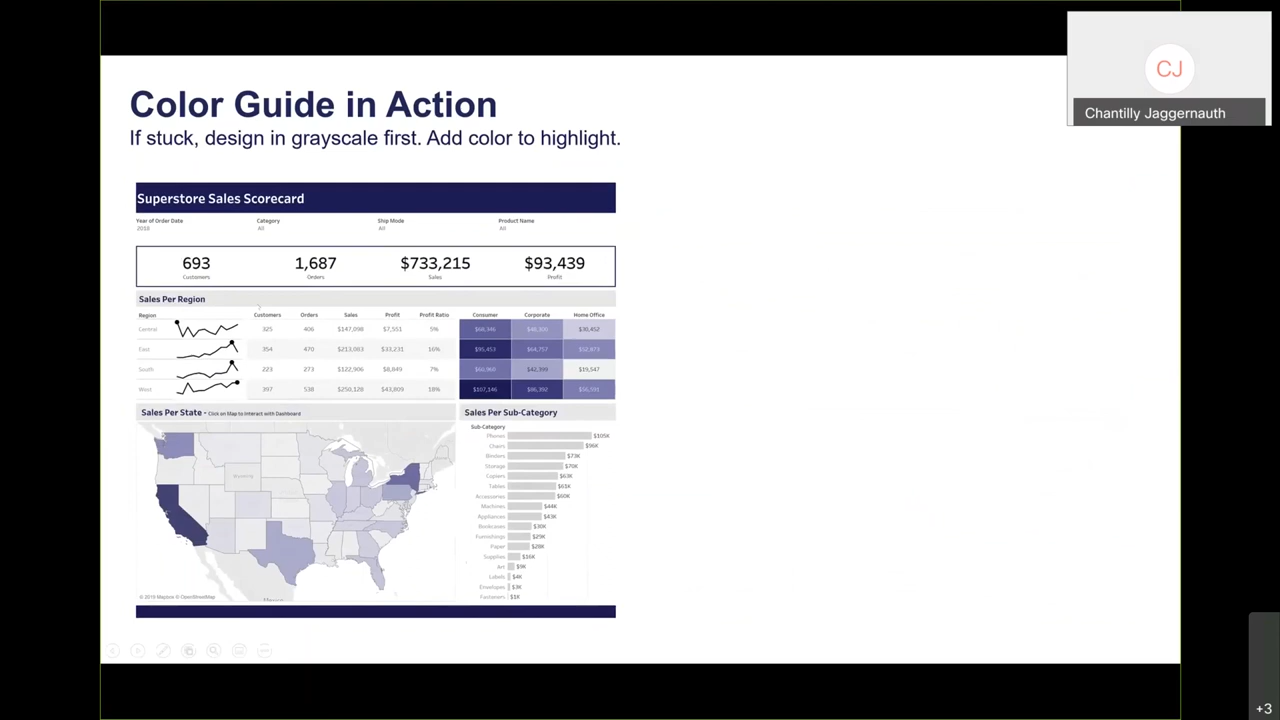 CJ
Chantilly Jaggernauth
Color Guide in Action
If stuck, design in grayscale first. Add color to highlight.
Superstore Sales Scorecard
Year of Order Date Category Ship Mode Product Name
2018 All All All
693 1,687 $733,215 $93,439
Customers Orders Sales Profit
Sales Per Region
Region Customers Orders Sales Profit Profit Ratio Consumer Corporate Home Office
Central 325 406 $147,098 $7,551 5% $68,346 $48,300 $30,452
East 354 470 $213,083 $33,231 16% $95,453 $64,757 $52,873
South 223 273 $122,906 $8,849 7% $60,960 $42,399 $19,547
West 397 538 $250,128 $43,809 18% $107,146 $86,392 $56,591
Sales Per State - Click on Map to Interact with Dashboard
Wyoming
Mexico
© 2019 Mapbox © OpenStreetMap
Sales Per Sub-Category
Sub-Category
Phones $105K
Chairs $96K
Binders $73K
Storage $70K
Copiers $63K
Tables $61K
Accessories $60K
Machines $44K
Appliances $43K
Bookcases $30K
Furnishings $29K
Paper $28K
Supplies $16K
Art $9K
Labels $4K
Envelopes $3K
Fasteners $1K
+3